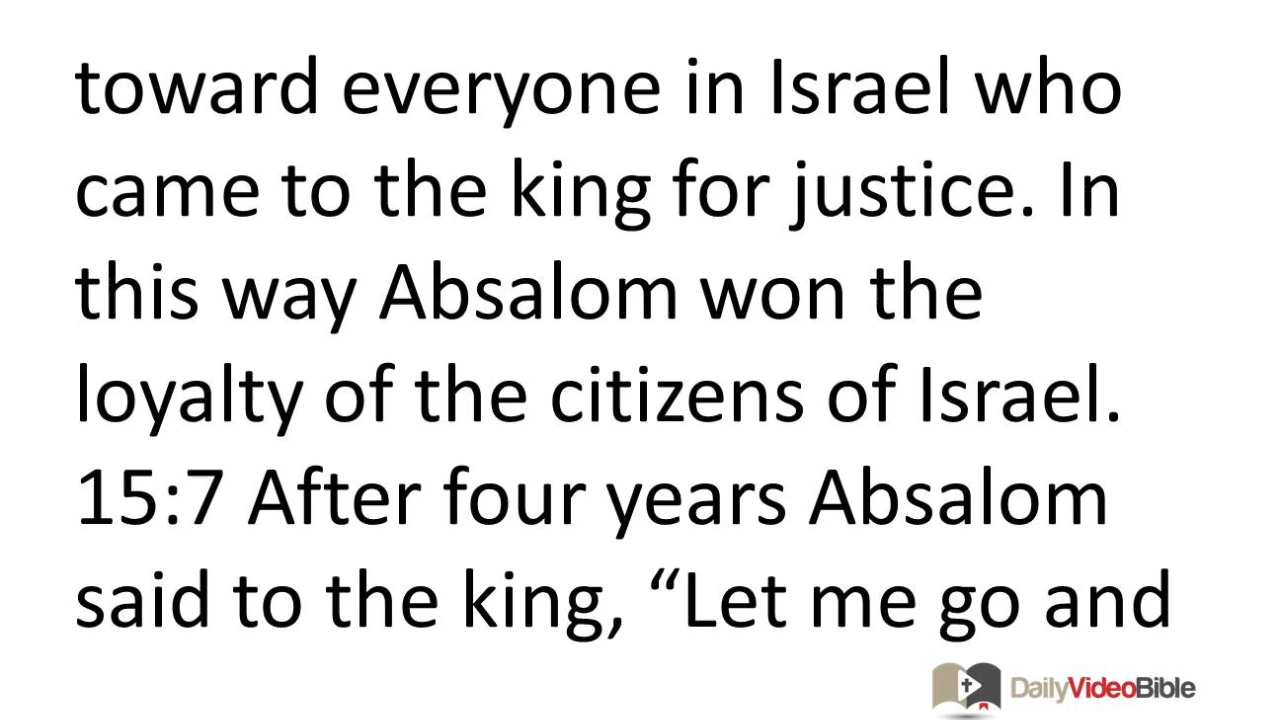 toward everyone in Israel who
came to the king for justice. In
this way Absalom won the
loyalty of the citizens of Israel.
15:7 After four years Absalom
said to the king, “Let me go and
DailyVideoBible